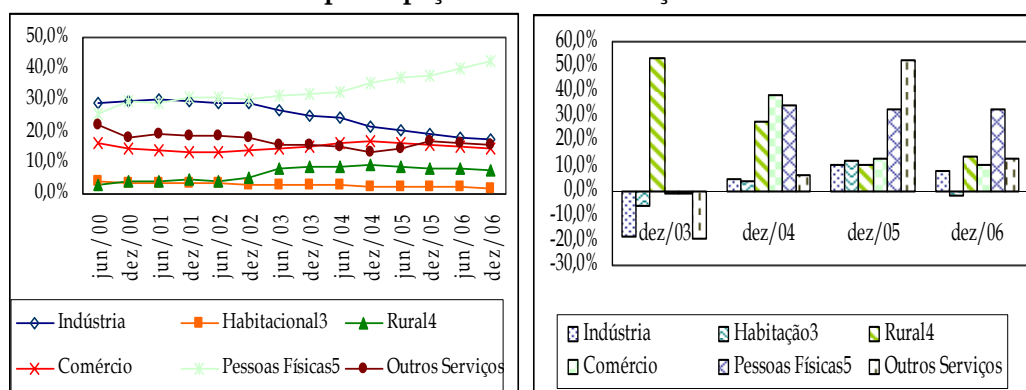 50,0%
40,0%
30,0%
20,0%
10,0%
0,0%
jun/00
dez/00
jun/01
dez/01
jun/02
dez/02
jun/03
dez/03
jun/04
dez/04
jun/05
dez/05
jun/06
dez/06
Indústria Habitacional3 Rural4
Comércio Pessoas Físicas5 Outros Serviços
60,0%
50,0%
40,0%
30,0%
20,0%
10,0%
0,0%
-10,0%
-20,0%
-30,0%
dez/03 dez/04 dez/05 dez/06
Indústria Habitação3 Rural4
Comércio Pessoas Físicas5 Outros Serviços